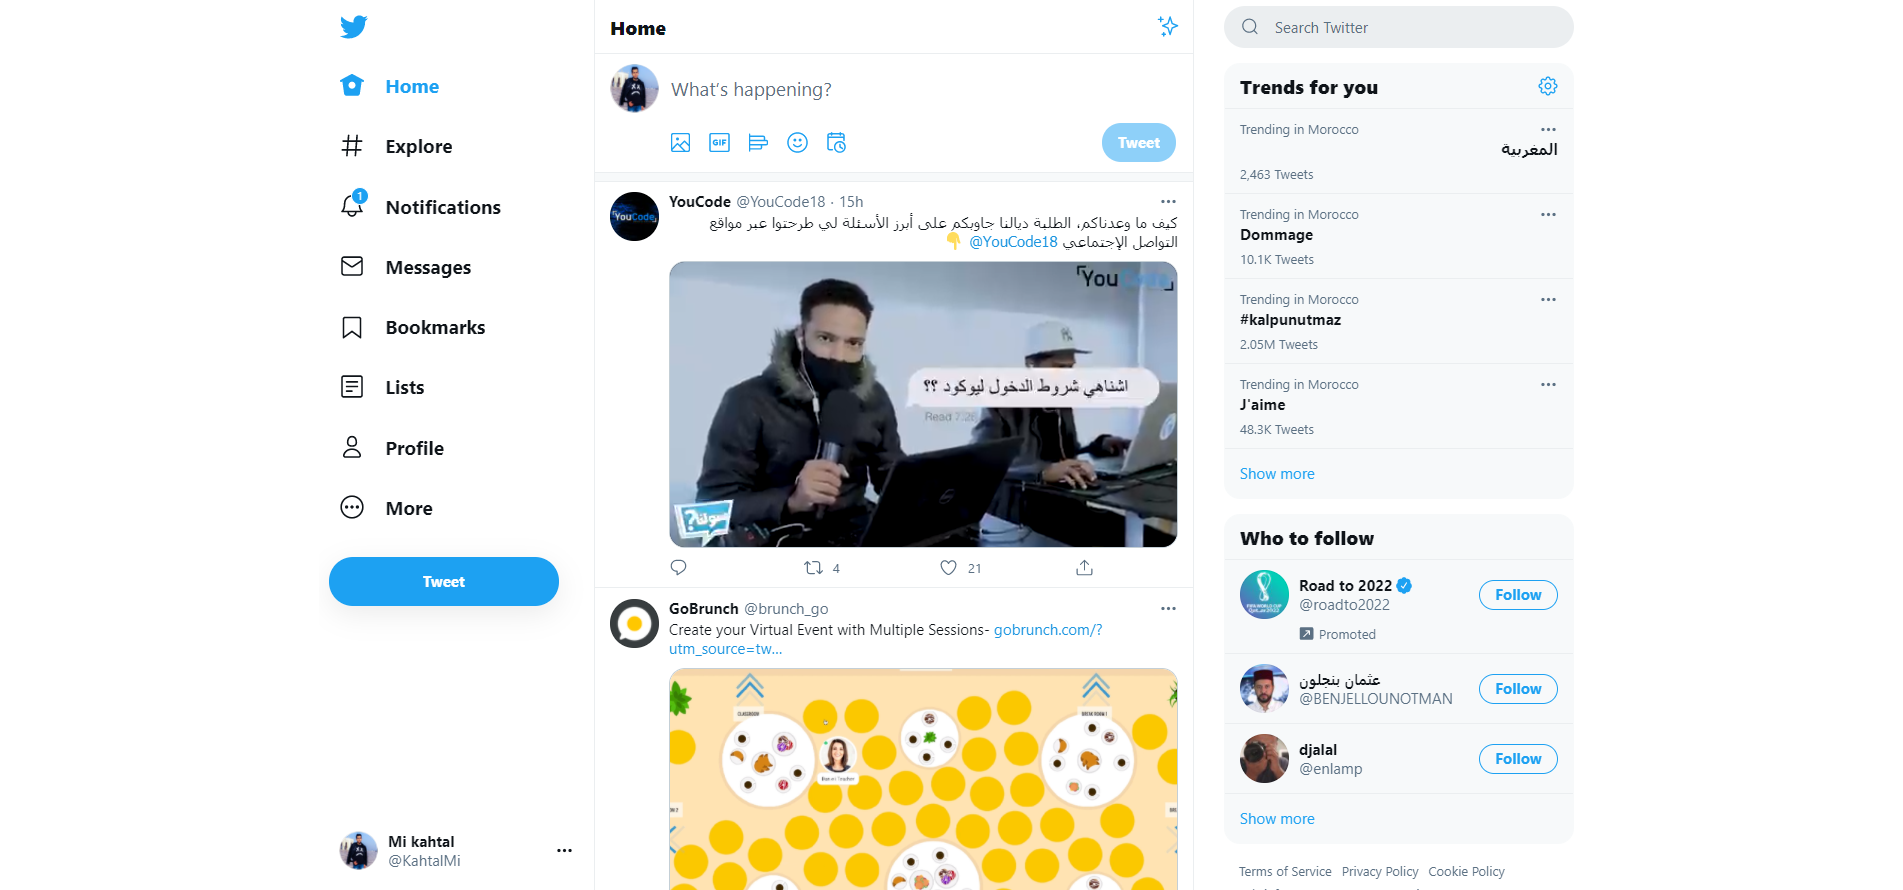 Home
Explore
1
Notifications
Messages
Bookmarks
Lists
Profile
More
Tweet
Mi kahtal
@KahtalMi
Home
What's happening?
GIF
Tweet
YouCode @YouCode18 · 15h
كيف ما وعدناكم، الطلبة ديالنا جاوبكم على أبرز الأسئلة لي طرحتوا عبر مواقع
التواصل الإجتماعي @YouCode18 👇
YouCode
YouCode
اشناهي شروط الدخول ليوكود ؟؟
Read 7:26
4
21
GoBrunch @brunch_go
Create your Virtual Event with Multiple Sessions- gobrunch.com/?
utm_source=tw...
CLASSROOM
BREAK ROOM 1
Search Twitter
Trends for you
Trending in Morocco
المغربية
2,463 Tweets
Trending in Morocco
Dommage
10.1K Tweets
Trending in Morocco
#kalpunutmaz
2.05M Tweets
Trending in Morocco
J'aime
48.3K Tweets
Show more
Who to follow
Road to 2022
@roadto2022
Promoted
Follow
عثمان بنجلون
@BENJELLOUNOTMAN
Follow
djalal
@enlamp
Follow
Show more
Terms of Service Privacy Policy Cookie Policy